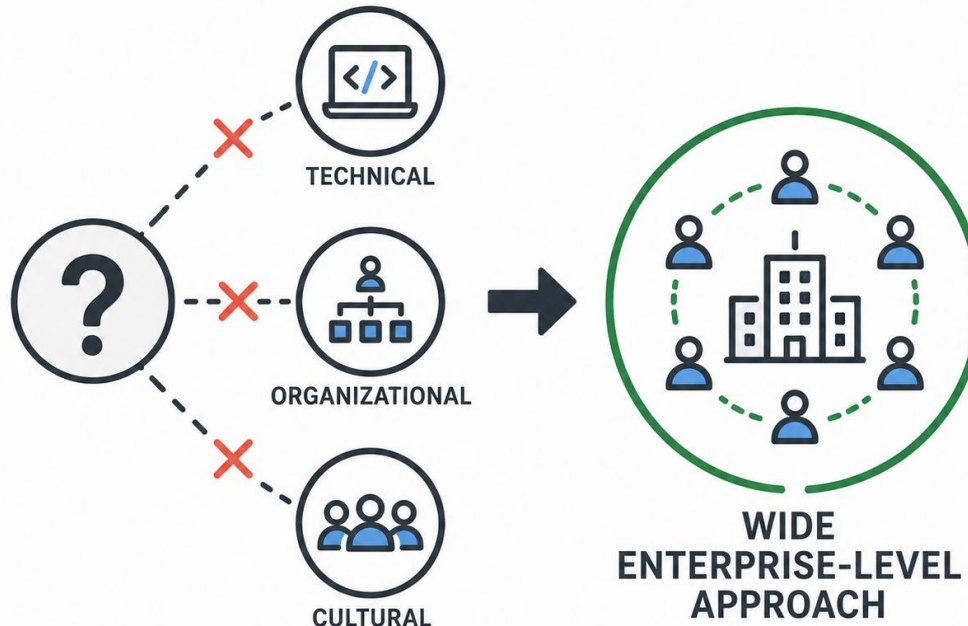 TECHNICAL
?
ORGANIZATIONAL
CULTURAL
WIDE
ENTERPRISE-LEVEL
APPROACH